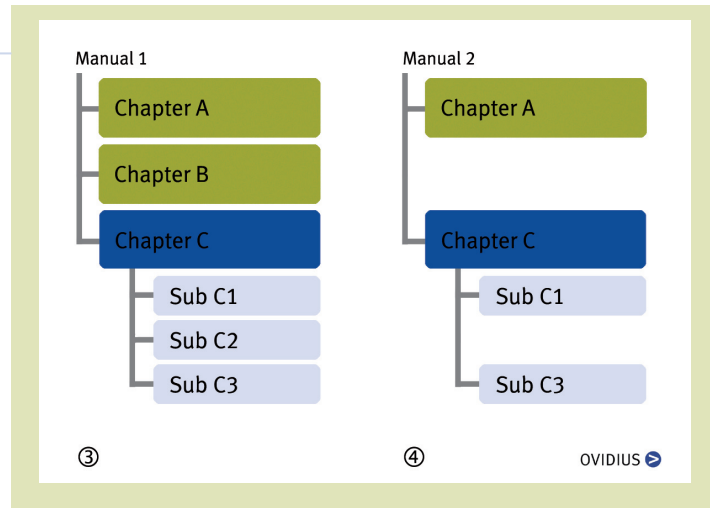 Manual 1
Chapter A
Chapter B
Chapter C
Sub C1
Sub C2
Sub C3
③
Manual 2
Chapter A
Chapter C
Sub C1
Sub C3
④
OVIDIUS